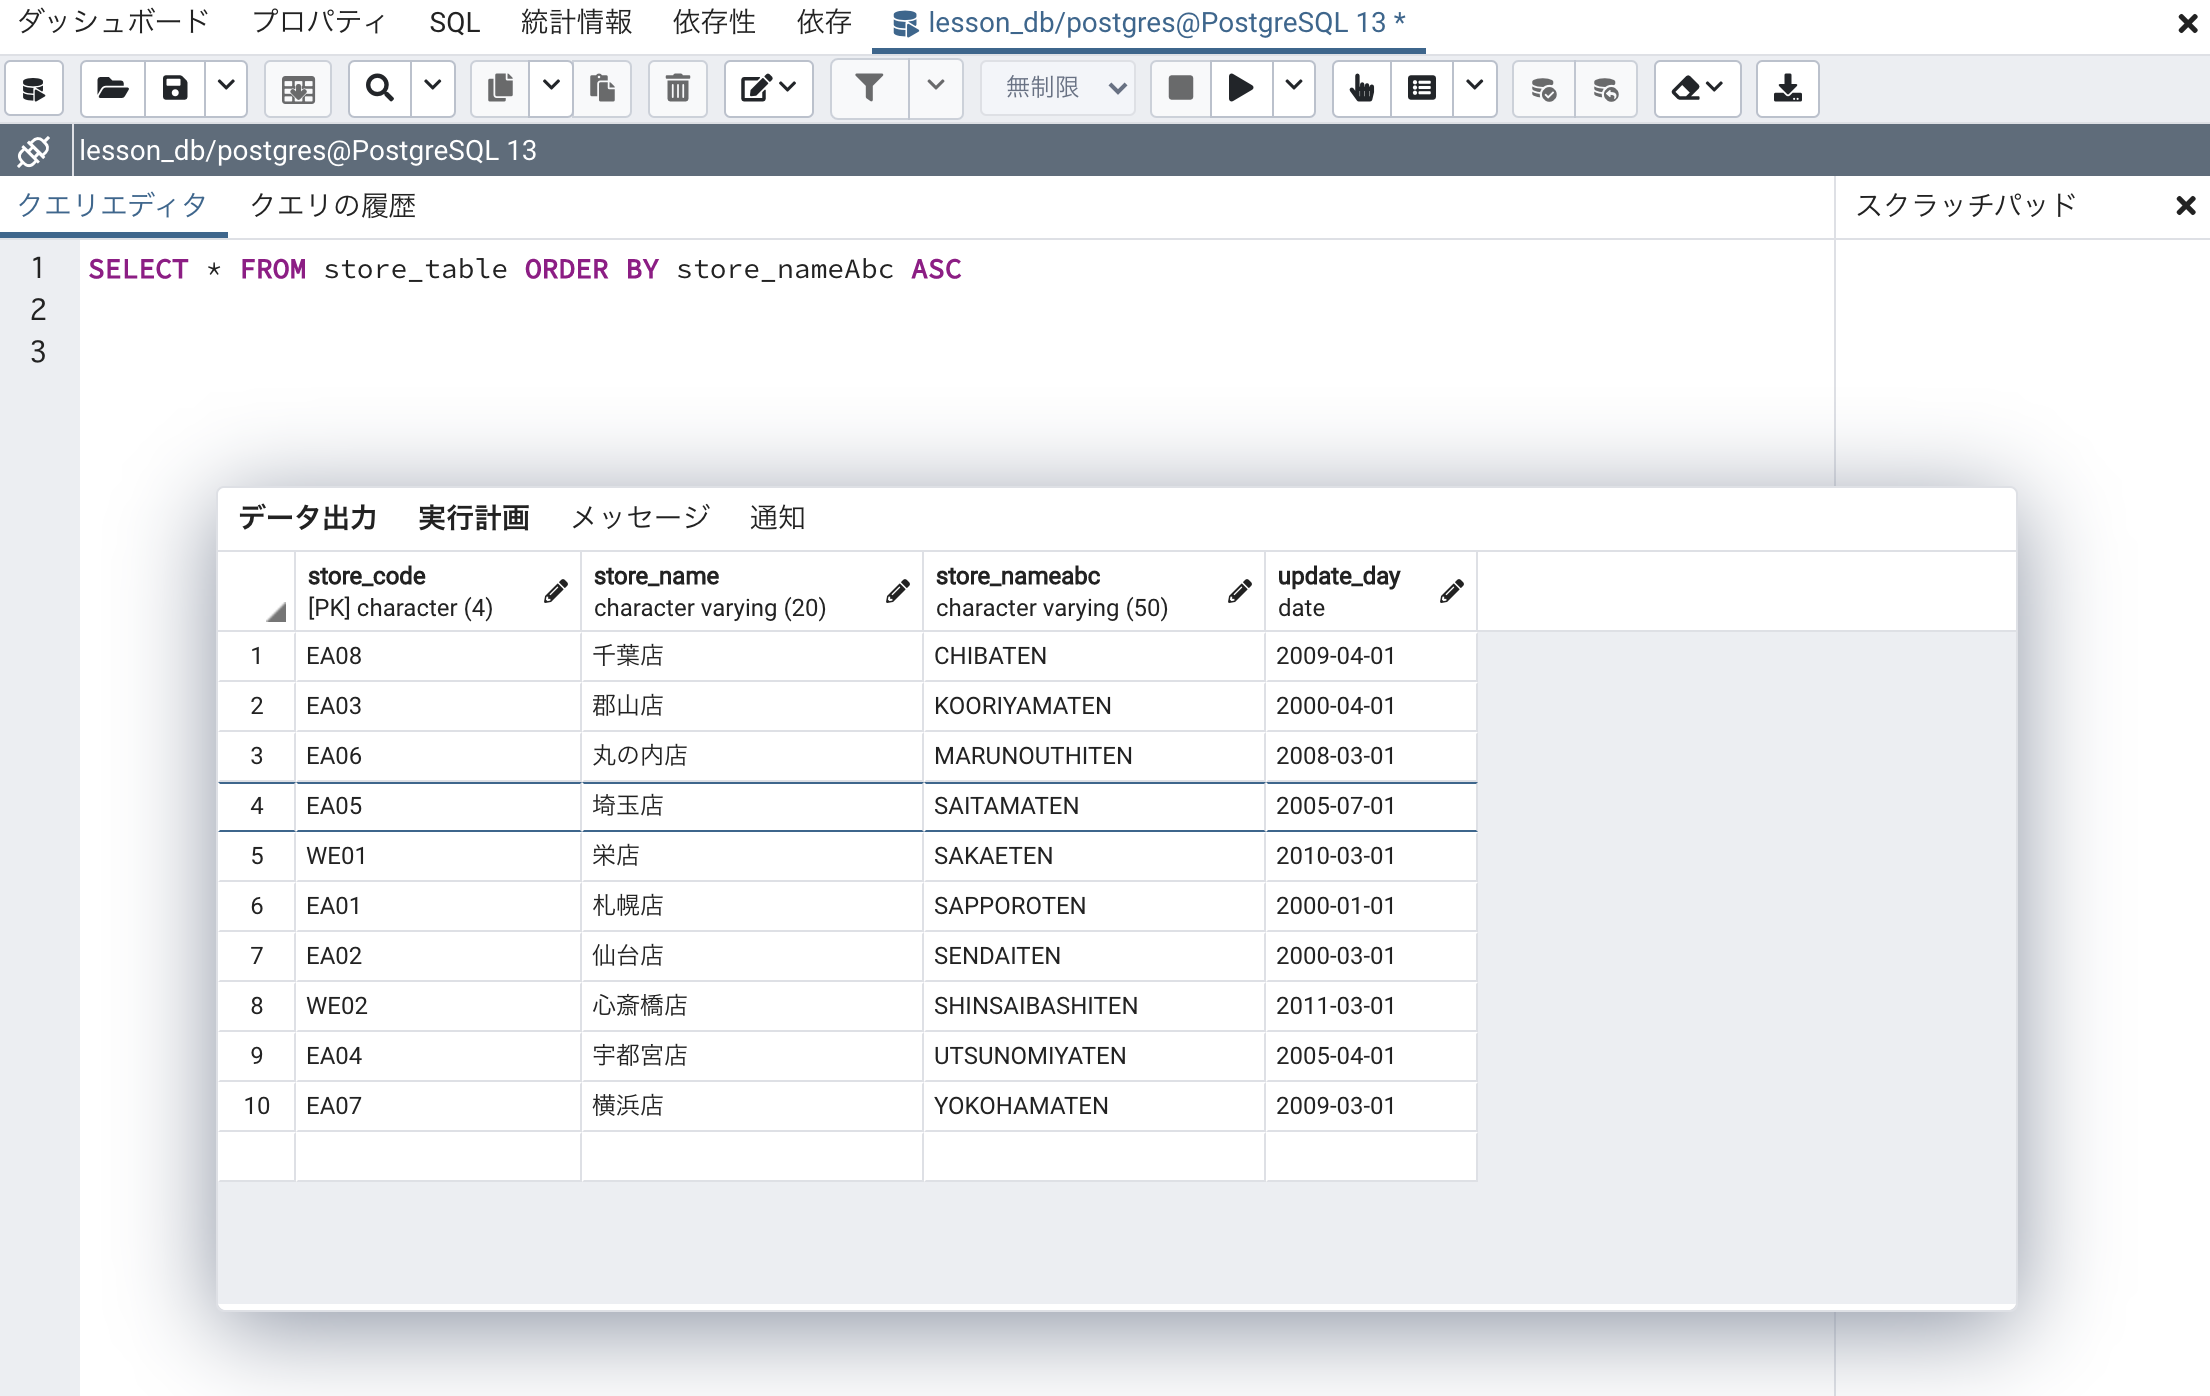 ダッシュボード プロパティ SQL 統計情報 依存性 依存 lesson_db/postgres@PostgreSQL 13 *
無制限
lesson_db/postgres@PostgreSQL 13
クエリエディタ クエリの履歴 スクラッチパッド
1 SELECT * FROM store_table ORDER BY store_nameAbc ASC
2
3
データ出力 実行計画 メッセージ 通知
store_code store_name store_nameabc update_day
[PK] character (4) character varying (20) character varying (50) date
1 EA08 千葉店 CHIBATEN 2009-04-01
2 EA03 郡山店 KOORIYAMATEN 2000-04-01
3 EA06 丸の内店 MARUNOUTHITEN 2008-03-01
4 EA05 埼玉店 SAITAMATEN 2005-07-01
5 WE01 栄店 SAKAETEN 2010-03-01
6 EA01 札幌店 SAPPOROTEN 2000-01-01
7 EA02 仙台店 SENDAITEN 2000-03-01
8 WE02 心斎橋店 SHINSAIBASHITEN 2011-03-01
9 EA04 宇都宮店 UTSUNOMIYATEN 2005-04-01
10 EA07 横浜店 YOKOHAMATEN 2009-03-01